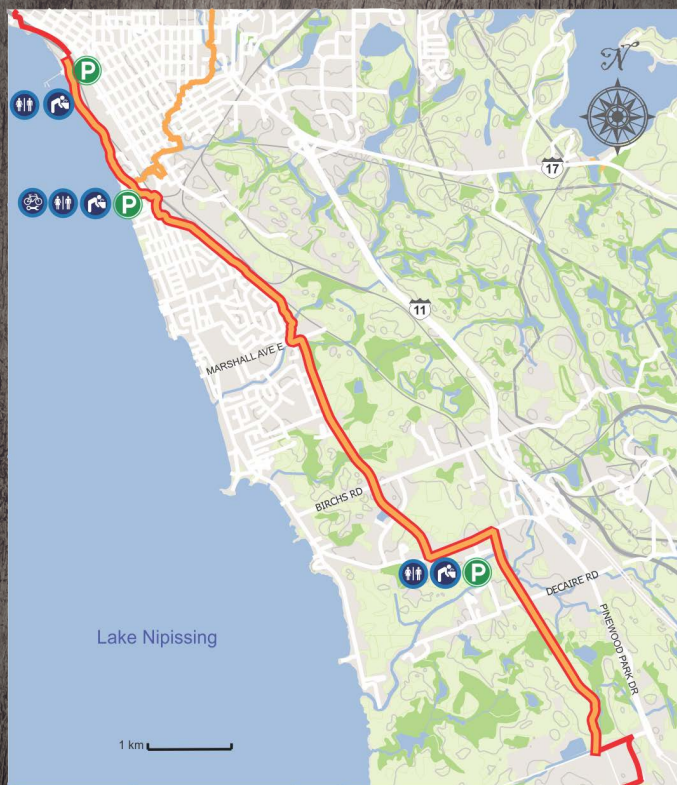 P
N
17
P
11
MARSHALL AVE E
BIRCHS RD
P
DECAIRE RD
PINEWOOD PARK DR
Lake Nipissing
1 km